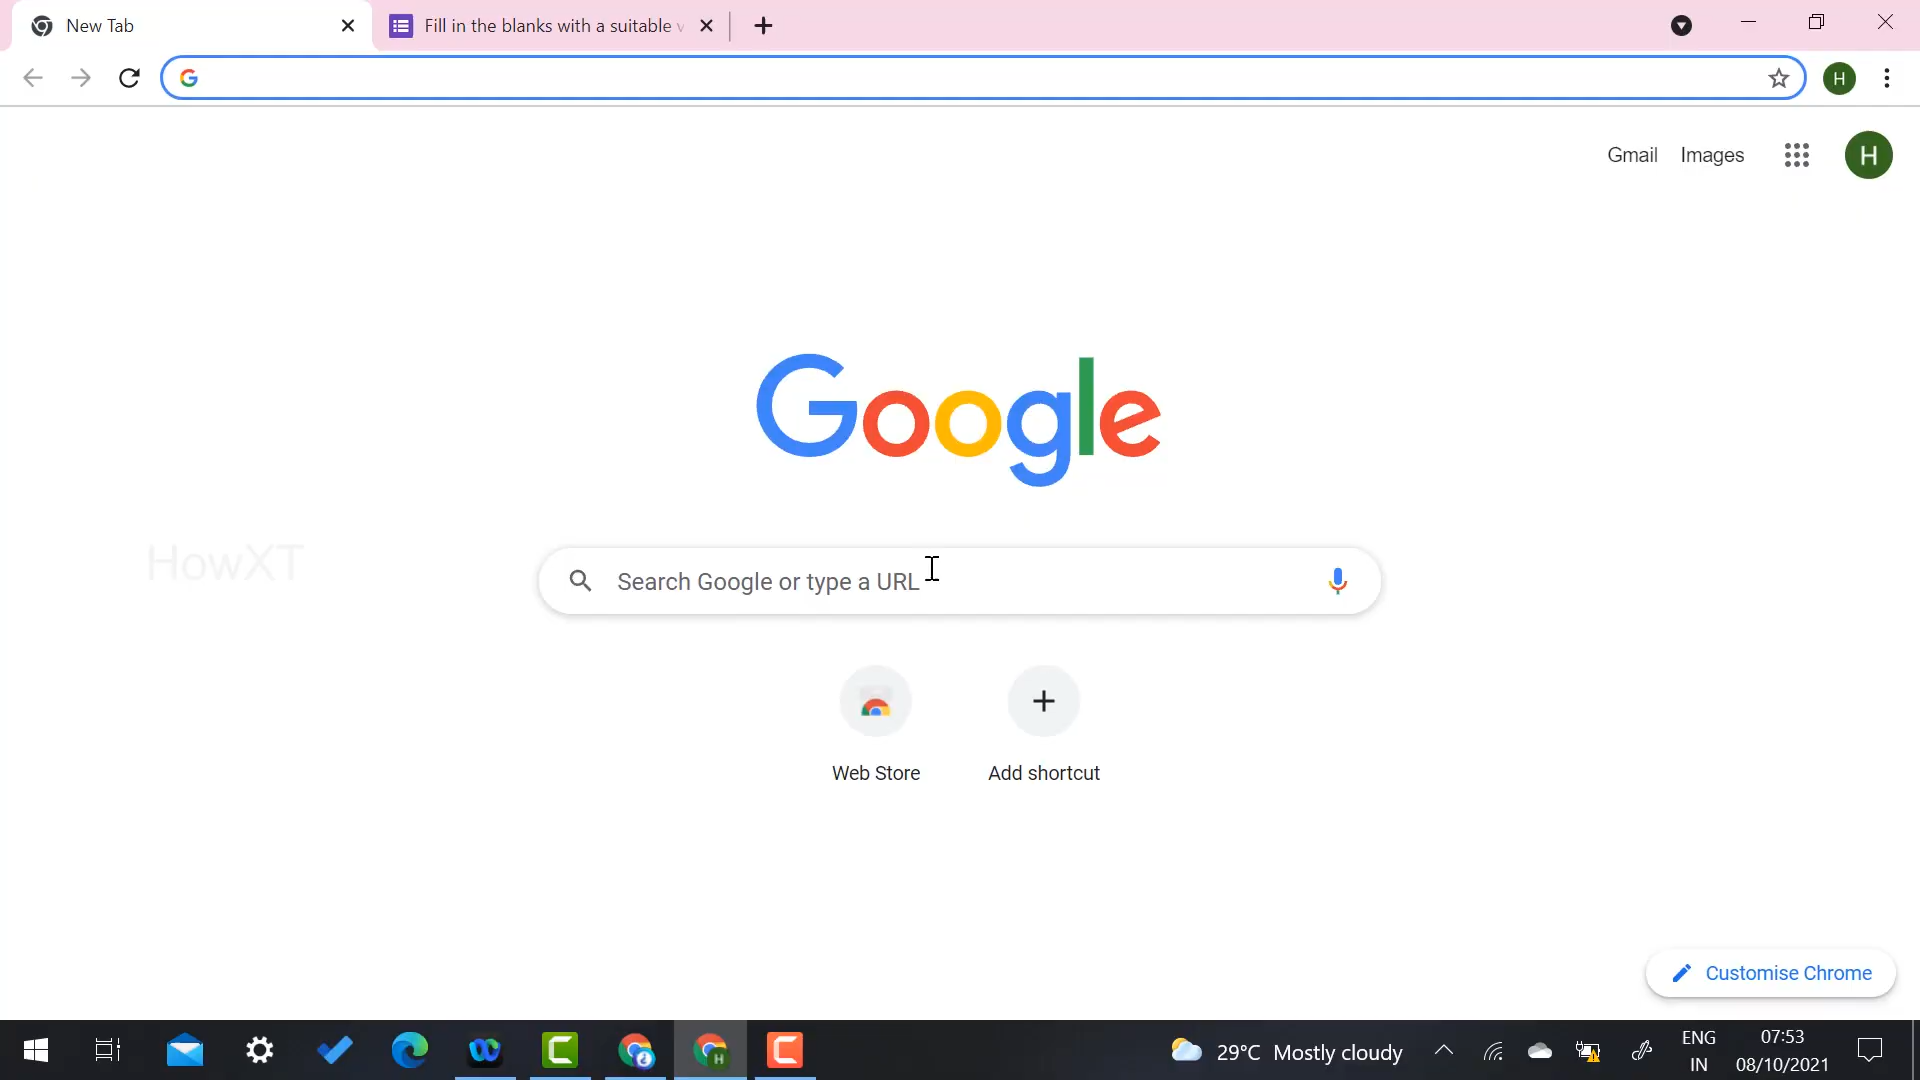 New Tab
Fill in the blanks with a suitable
H
Gmail Images
H
Google
HowXT
Search Google or type a URL
Web Store
Add shortcut
Customise Chrome
H
29°C Mostly cloudy
ENG
IN
07:53
08/10/2021